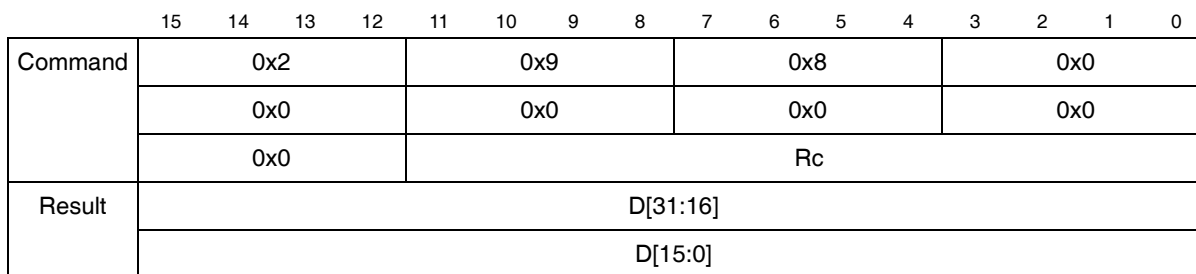 15 14 13 12 11 10 9 8 7 6 5 4 3 2 1 0
Command 0x2 0x9 0x8 0x0
0x0 0x0 0x0 0x0
0x0 Rc
Result D[31:16]
D[15:0]